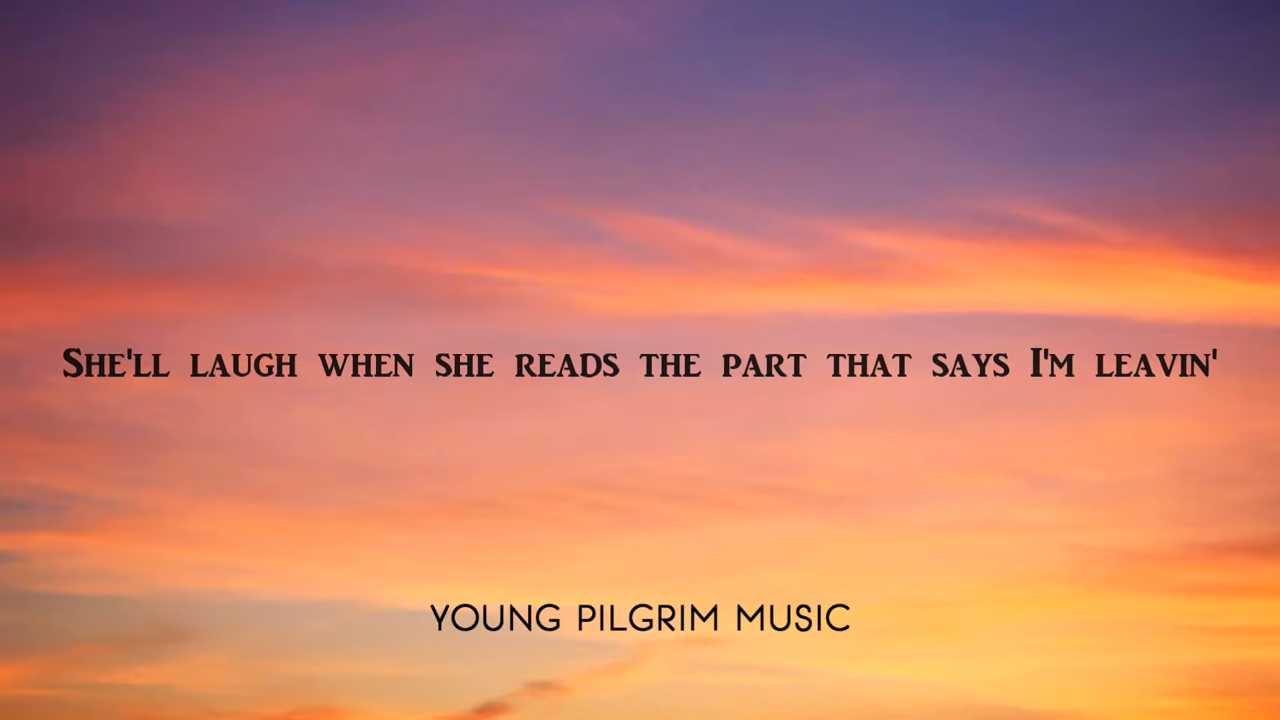 She'll laugh when she reads the part that says I'm leavin'
YOUNG PILGRIM MUSIC